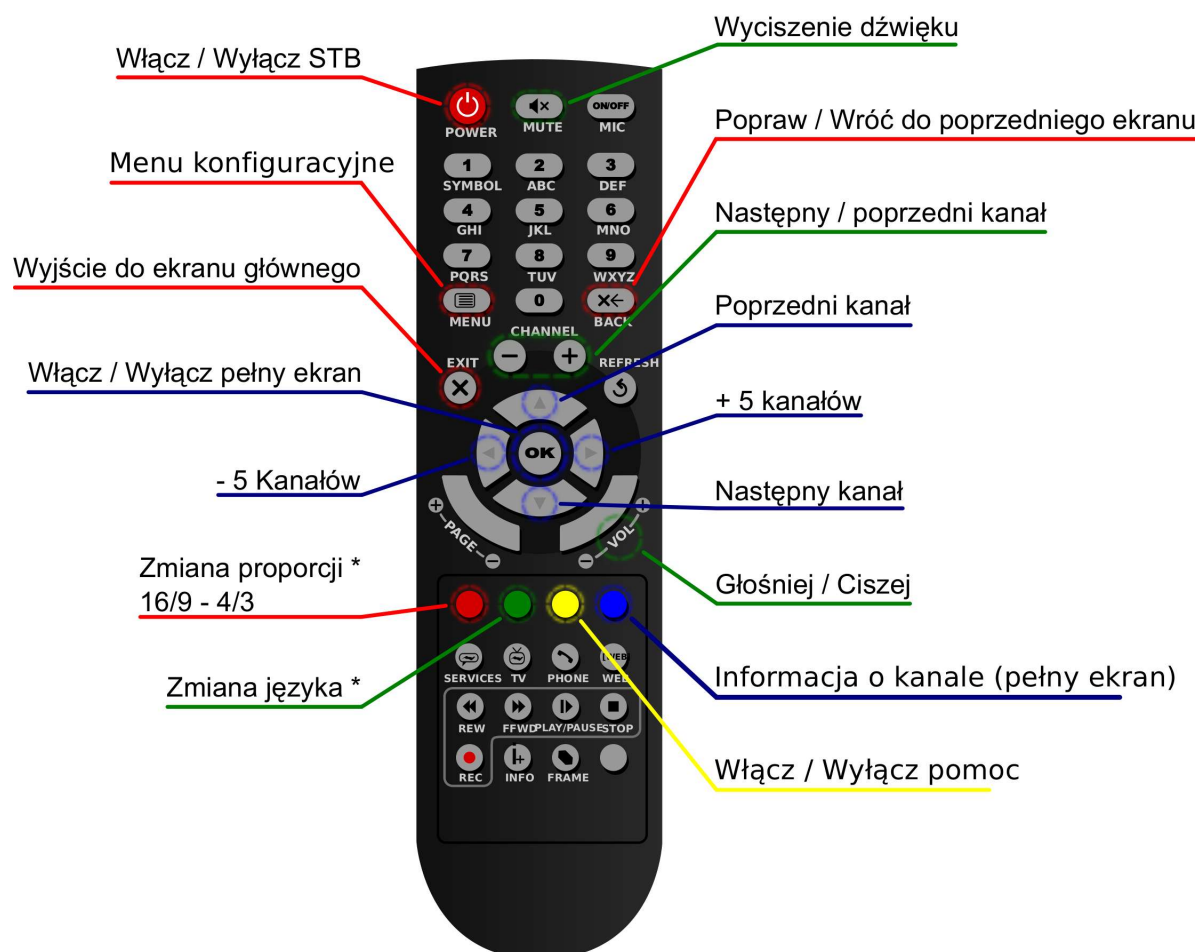 Wyciszenie dźwięku
Włącz / Wyłącz STB
POWER
MUTE
ON/OFF
MIC
Popraw / Wróć do poprzedniego ekranu
Menu konfiguracyjne
1 2 3
SYMBOL ABC DEF
4 5 6
GHI JKL MNO
7 8 9
PQRS TUV WXYZ
0
MENU
BACK
Następny / poprzedni kanał
Wyjście do ekranu głównego
CHANNEL
Poprzedni kanał
EXIT
REFRESH
Włącz / Wyłącz pełny ekran
+ 5 kanałów
OK
- 5 Kanałów
Następny kanał
PAGE
VOL
Zmiana proporcji *
16/9 - 4/3
Głośniej / Ciszej
SERVICES TV PHONE WEB
Zmiana języka *
Informacja o kanale (pełny ekran)
REW FFWD PLAY/PAUSE STOP
REC INFO FRAME
Włącz / Wyłącz pomoc